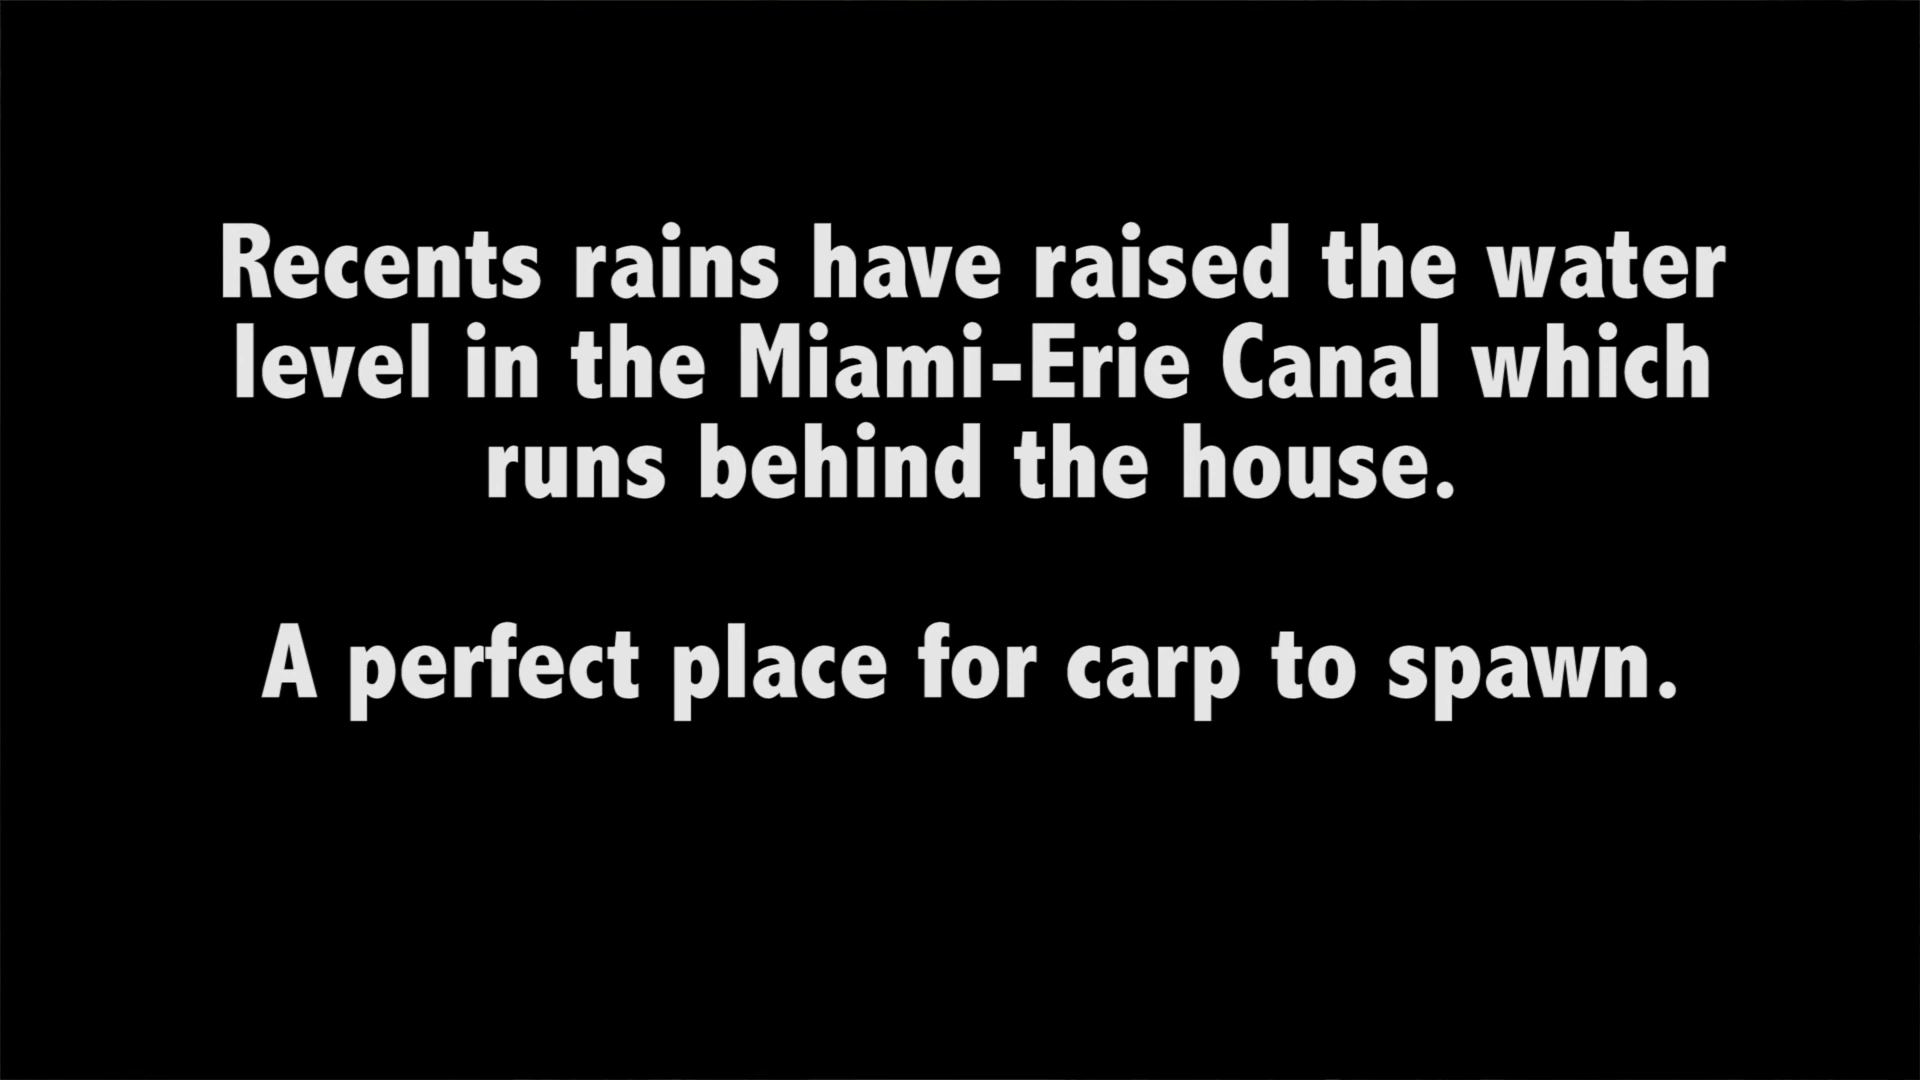 Recents rains have raised the water
level in the Miami-Erie Canal which
runs behind the house.
A perfect place for carp to spawn.